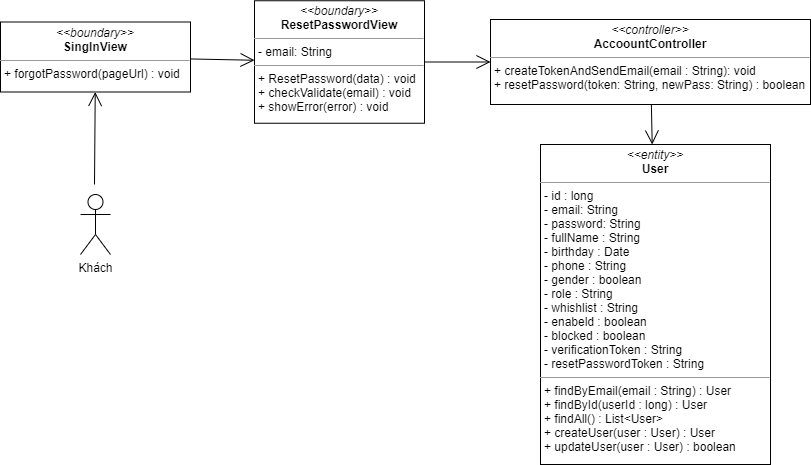 <<boundary>>
SingInView
+ forgotPassword(pageUrl) : void
<<boundary>>
ResetPasswordView
- email: String
+ ResetPassword(data) : void
+ checkValidate(email) : void
+ showError(error) : void
<<controller>>
AccoountController
+ createTokenAndSendEmail(email : String): void
+ resetPassword(token: String, newPass: String) : boolean
Khách
<<entity>>
User
- id : long
- email: String
- password: String
- fullName : String
- birthday : Date
- phone : String
- gender : boolean
- role : String
- whishlist : String
- enabeld : boolean
- blocked : boolean
- verificationToken : String
- resetPasswordToken : String
+ findByEmail(email : String) : User
+ findById(userId : long) : User
+ findAll() : List<User>
+ createUser(user : User) : User
+ updateUser(user : User) : boolean